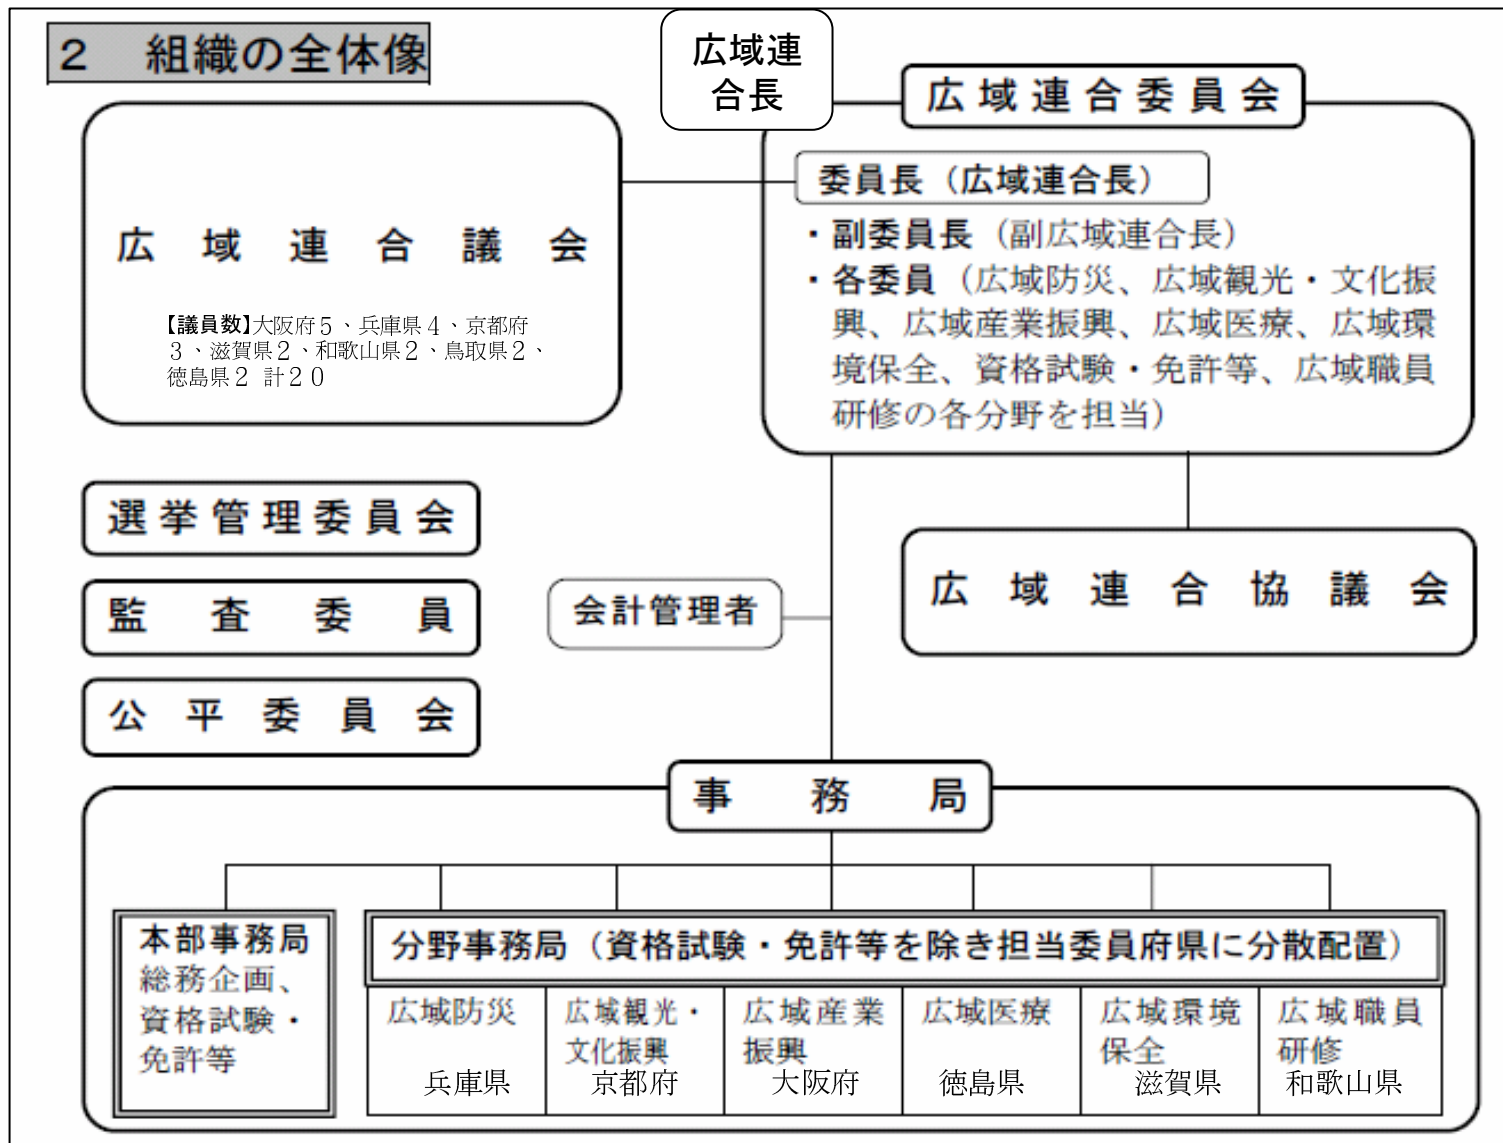 ２　組織の全体像
広域連
合長
広域連合委員会
委員長（広域連合長）
・副委員長（副広域連合長）
・各委員（広域防災、広域観光・文化振
興、広域産業振興、広域医療、広域環
境保全、資格試験・免許等、広域職員
研修の各分野を担当）
広域連合議会
【議員数】大阪府５、兵庫県４、京都府
３、滋賀県２、和歌山県２、鳥取県２、
徳島県２ 計２０
選挙管理委員会
監査委員
公平委員会
会計管理者
広域連合協議会
事務局
本部事務局
総務企画、
資格試験・
免許等
分野事務局（資格試験・免許等を除き担当委員府県に分散配置）
広域防災
兵庫県
広域観光・
文化振興
京都府
広域産業
振興
大阪府
広域医療
徳島県
広域環境
保全
滋賀県
広域職員
研修
和歌山県